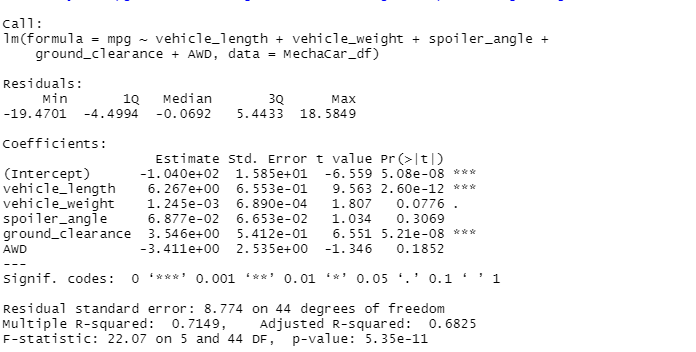 Call:
lm(formula = mpg ~ vehicle_length + vehicle_weight + spoiler_angle +
    ground_clearance + AWD, data = MechaCar_df)
Residuals:
     Min       1Q   Median       3Q      Max
-19.4701  -4.4994  -0.0692   5.4433  18.5849
Coefficients:
                   Estimate Std. Error t value Pr(>|t|)
(Intercept)      -1.040e+02  1.585e+01  -6.559 5.08e-08 ***
vehicle_length    6.267e+00  6.553e-01   9.563 2.60e-12 ***
vehicle_weight    1.245e-03  6.890e-04   1.807   0.0776 .
spoiler_angle     6.877e-02  6.653e-02   1.034   0.3069
ground_clearance  3.546e+00  5.412e-01   6.551 5.21e-08 ***
AWD              -3.411e+00  2.535e+00  -1.346   0.1852
---
Signif. codes:  0 ‘***’ 0.001 ‘**’ 0.01 ‘*’ 0.05 ‘.’ 0.1 ‘ ’ 1
Residual standard error: 8.774 on 44 degrees of freedom
Multiple R-squared:  0.7149,	Adjusted R-squared:  0.6825
F-statistic: 22.07 on 5 and 44 DF,  p-value: 5.35e-11